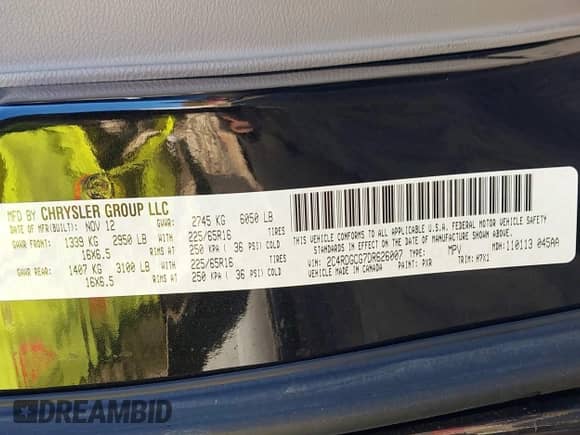 MFD BY CHRYSLER GROUP LLC
DATE OF MFR(BUILT): NOV 12 GVWR: 2745 KG 6050 LB
GAWR FRONT: 1339 KG 2950 LB WITH 225/65R16 TIRES
16X6.5 RIMS AT 250 KPA ( 36 PSI) COLD
GAWR REAR: 1407 KG 3100 LB WITH 225/65R16 TIRES
16X6.5 RIMS AT 250 KPA ( 36 PSI) COLD
THIS VEHICLE CONFORMS TO ALL APPLICABLE U.S.A. FEDERAL MOTOR VEHICLE SAFETY
STANDARDS IN EFFECT ON THE DATE OF MANUFACTURE SHOWN ABOVE.
VIN: 2C4RDGCG7DR626007 TYPE: MPV MDH:110113 045AA
MADE IN CANADA PAINT: PXR TRIM: H7X1
DREAMBID